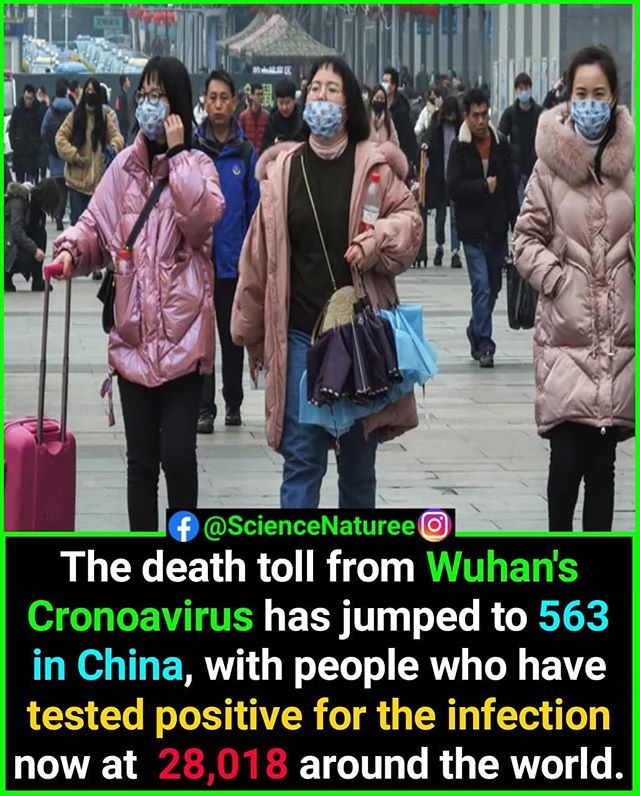 @ScienceNaturee
The death toll from Wuhan's
Cronoavirus has jumped to 563
in China, with people who have
tested positive for the infection
now at 28,018 around the world.